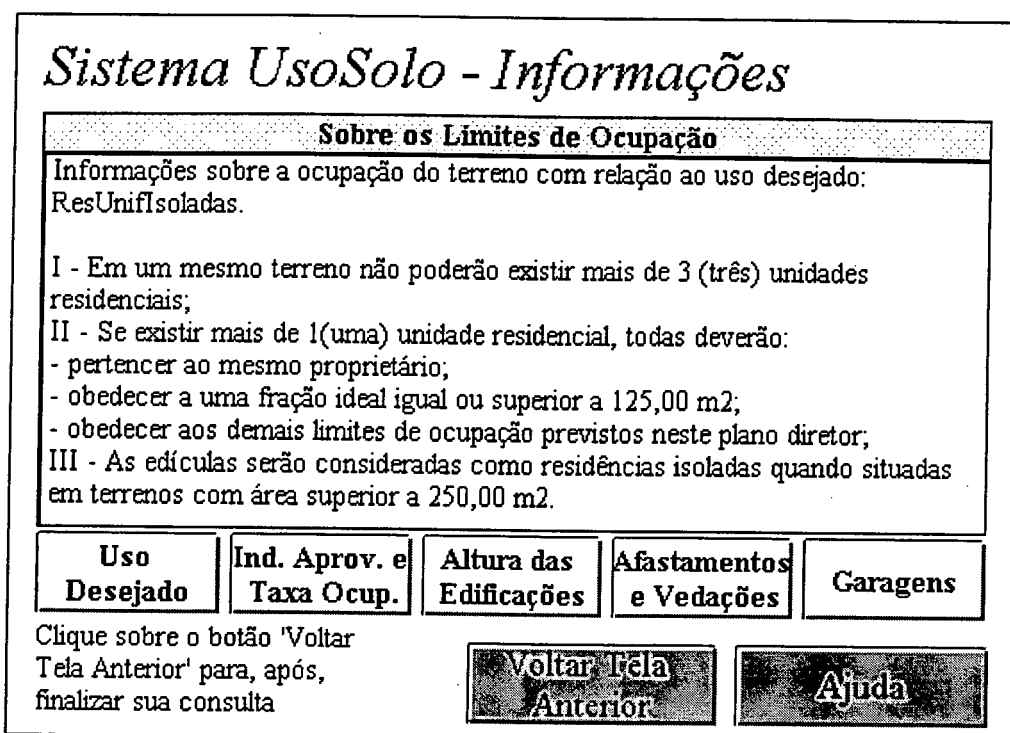 Sistema UsoSolo - Informações
Sobre os Limites de Ocupação
Informações sobre a ocupação do terreno com relação ao uso desejado:
ResUnifIsoladas.
I - Em um mesmo terreno não poderão existir mais de 3 (três) unidades
residenciais;
II - Se existir mais de 1(uma) unidade residencial, todas deverão:
- pertencer ao mesmo proprietário;
- obedecer a uma fração ideal igual ou superior a 125,00 m2;
- obedecer aos demais limites de ocupação previstos neste plano diretor;
III - As edículas serão consideradas como residências isoladas quando situadas
em terrenos com área superior a 250,00 m2.
Uso
Desejado
Ind. Aprov. e
Taxa Ocup.
Altura das
Edificações
Afastamentos
e Vedações
Garagens
Clique sobre o botão 'Voltar
Tela Anterior' para, após,
finalizar sua consulta
Voltar Tela
Anterior
Ajuda